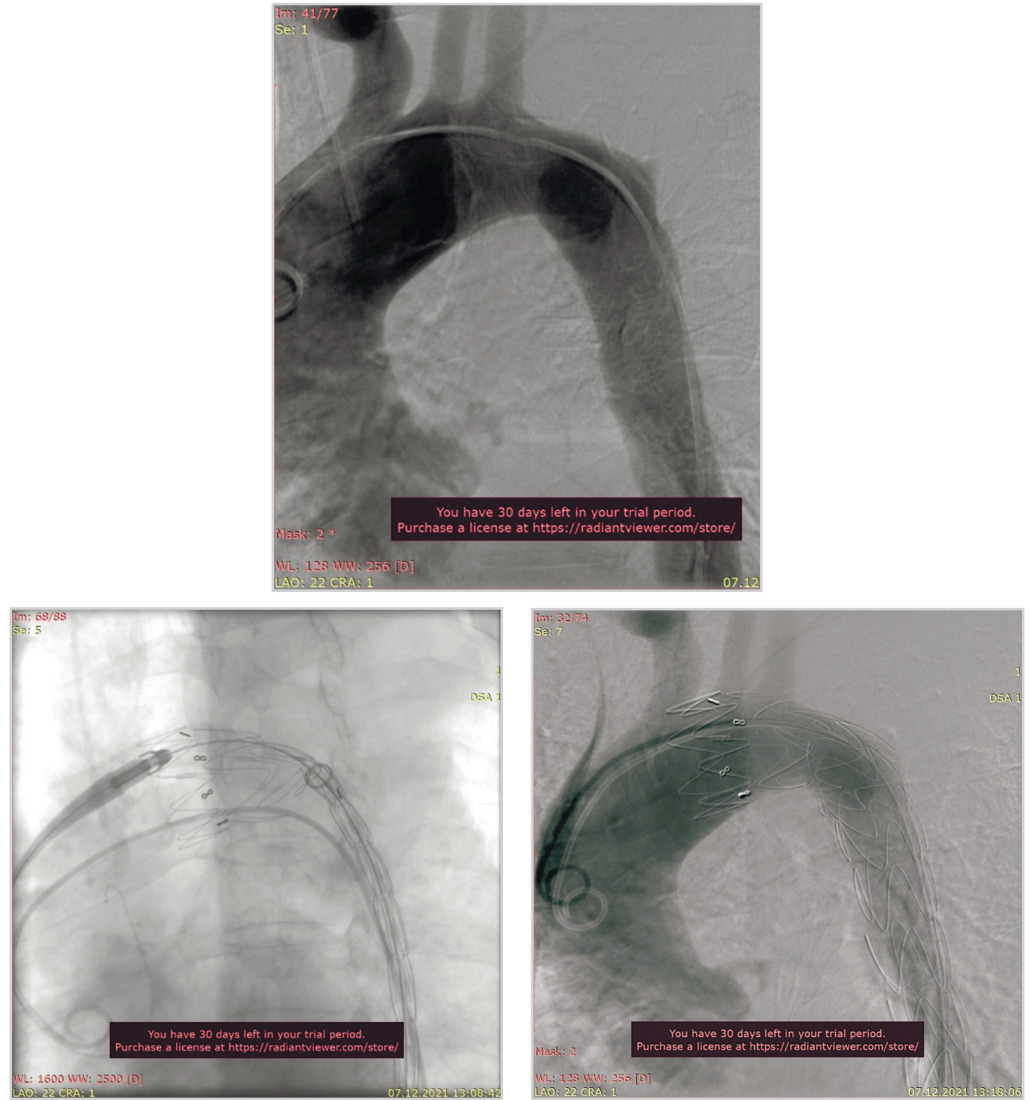 Im: 41/77
Se: 1
You have 30 days left in your trial period.
Purchase a license at https://radiantviewer.com/store/
Mask: 2 *
WL: 128 WW: 256 [D]
LAO: 22 CRA: 1
07.12
Im: 68/88
Se: 5
1
DSA 1
You have 30 days left in your trial period.
Purchase a license at https://radiantviewer.com/store/
WL: 1600 WW: 2500 [D]
LAO: 22 CRA: 1
07.12.2021 13:08:42
Im: 32/74
Se: 7
1
DSA 1
You have 30 days left in your trial period.
Purchase a license at https://radiantviewer.com/store/
Mask: 2
WL: 128 WW: 256 [D]
LAO: 22 CRA: 1
07.12.2021 13:18:06